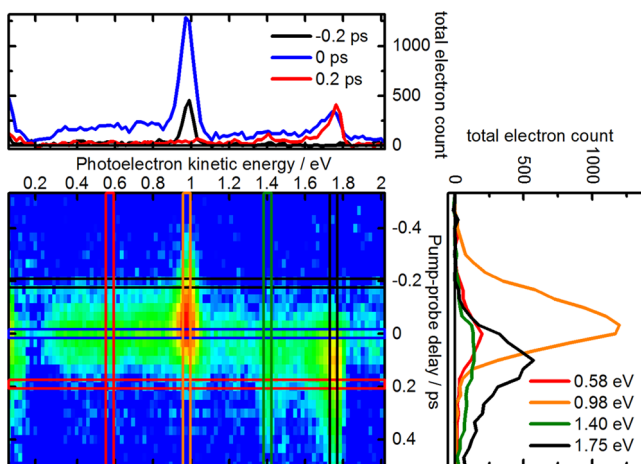 -0.2 ps
0 ps
0.2 ps
1000
500
0
total electron count
Photoelectron kinetic energy / eV
0.2 0.6 0.8 1.0 1.2 1.4 1.6 1.8 2
-0.4
-0.2
0
0.2
0.4
Pump-probe delay / ps
total electron count
0 500 1000
0.58 eV
0.98 eV
1.40 eV
1.75 eV